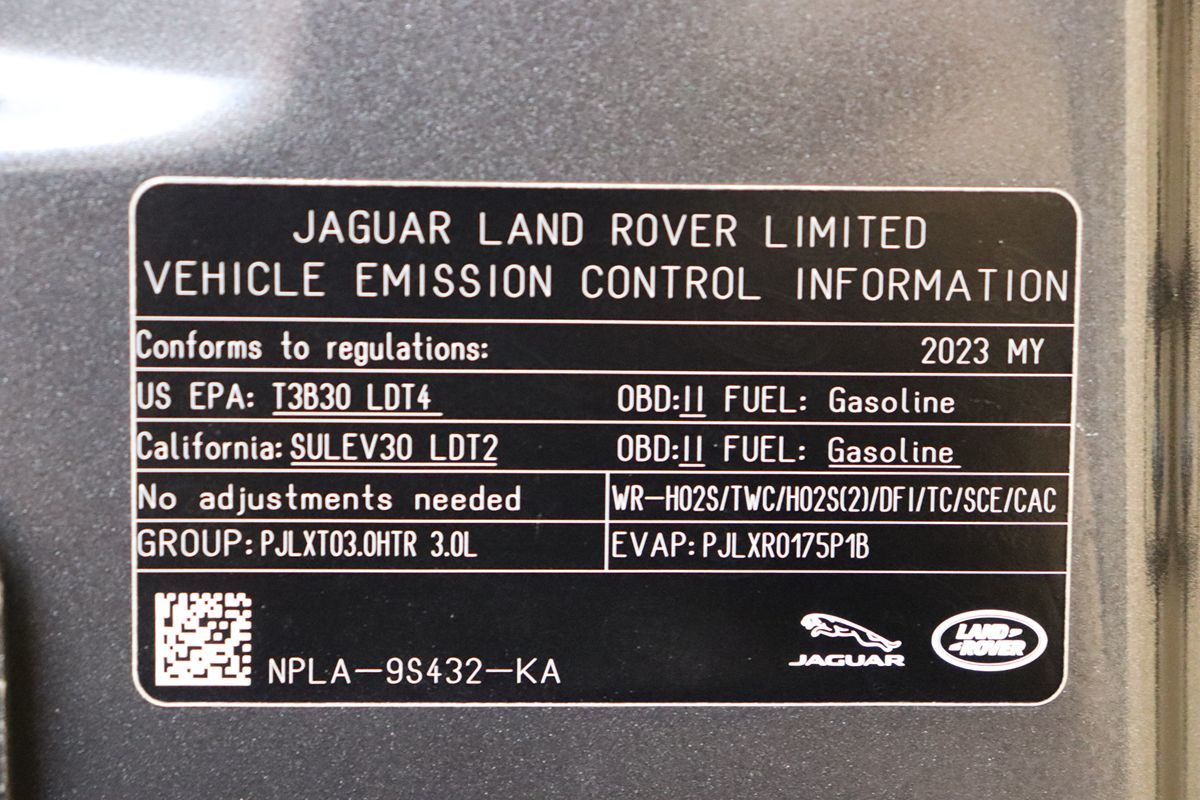 JAGUAR LAND ROVER LIMITED
VEHICLE EMISSION CONTROL INFORMATION
Conforms to regulations: 2023 MY
US EPA: T3B30 LDT4 OBD:II FUEL: Gasoline
California: SULEV30 LDT2 OBD:II FUEL: Gasoline
No adjustments needed WR-HO2S/TWC/HO2S(2)/DFI/TC/SCE/CAC
GROUP: PJLXT03.0HTR 3.0L EVAP: PJLXR0175P1B
NPLA-9S432-KA
JAGUAR
LAND
ROVER